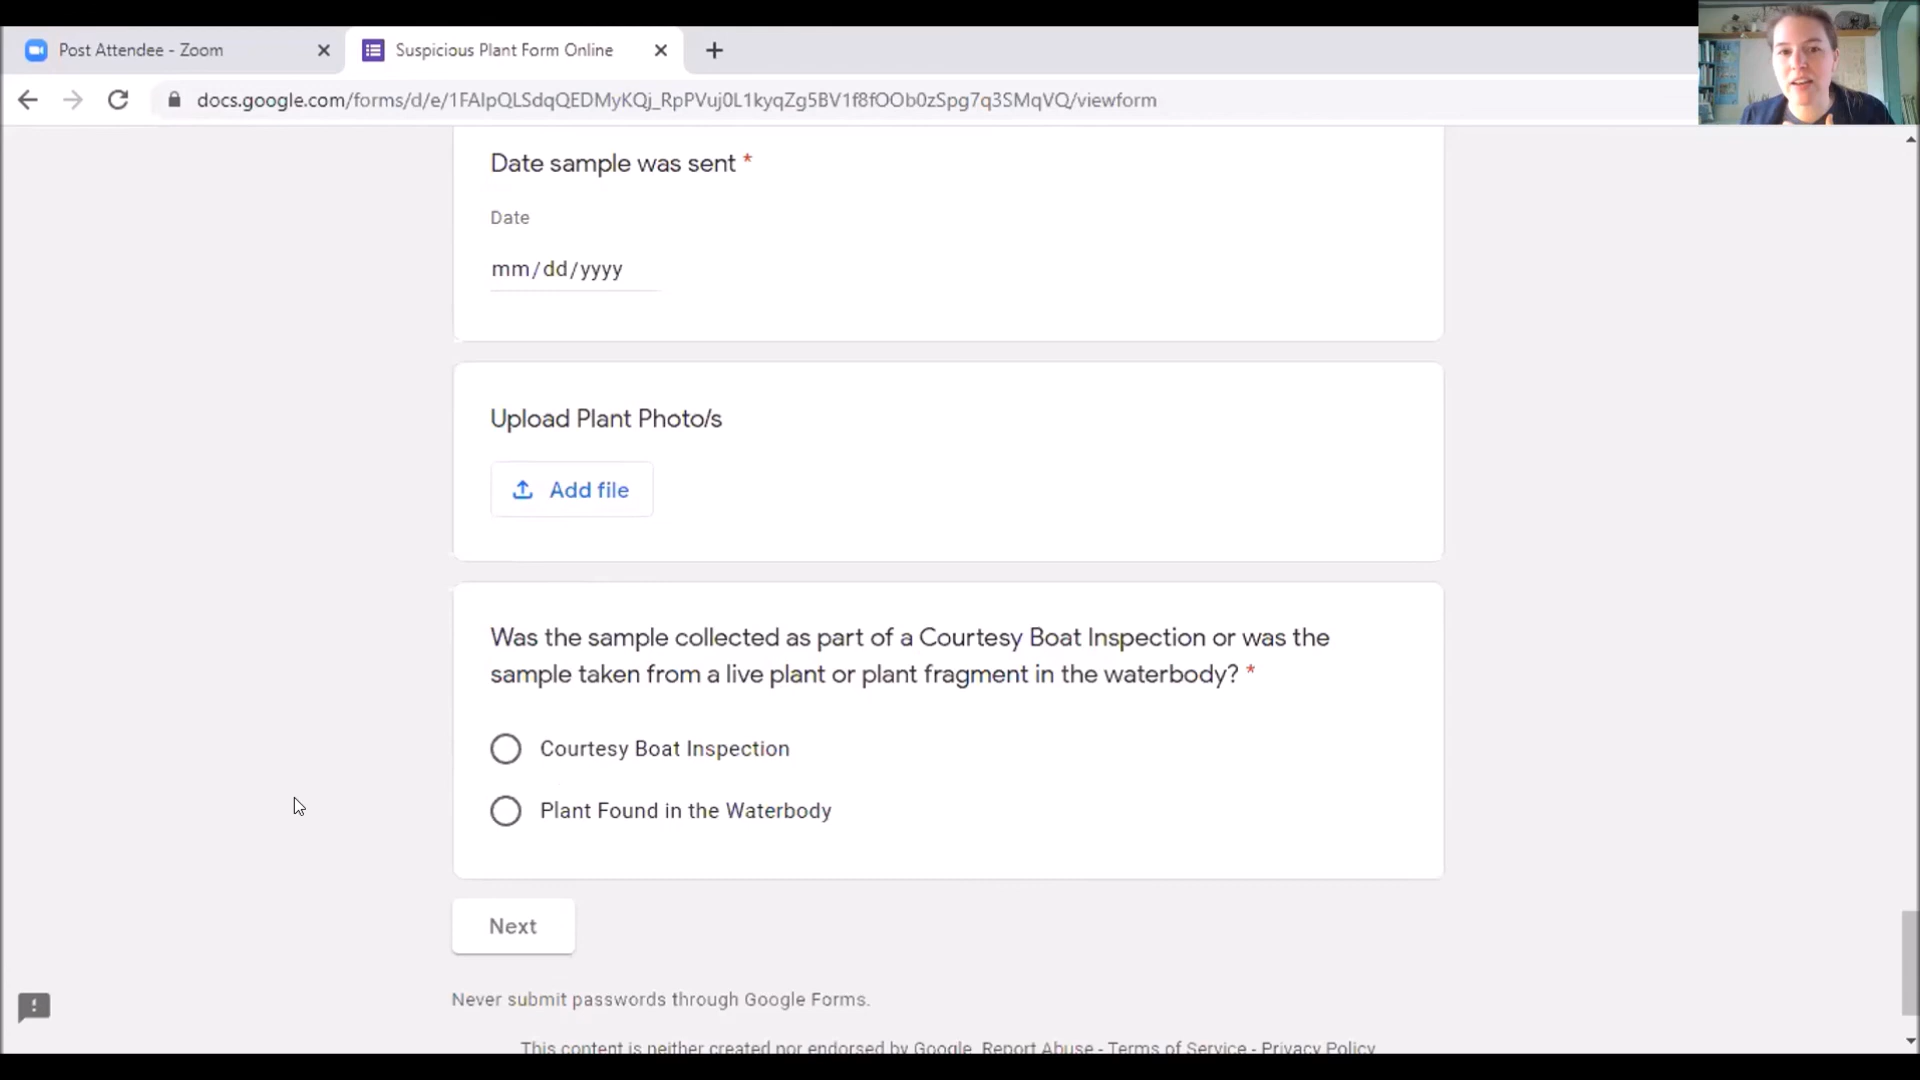 Post Attendee - Zoom
Suspicious Plant Form Online
docs.google.com/forms/d/e/1FAIpQLSdqQEDMyKQj_RpPVuj0L1kyqZg5BV1f8fOOb0zSpg7q3SMqVQ/viewform
Date sample was sent *
Date
mm/dd/yyyy
Upload Plant Photo/s
Add file
Was the sample collected as part of a Courtesy Boat Inspection or was the
sample taken from a live plant or plant fragment in the waterbody? *
Courtesy Boat Inspection
Plant Found in the Waterbody
Next
Never submit passwords through Google Forms.
This content is neither created nor endorsed by Google. Report Abuse - Terms of Service - Privacy Policy